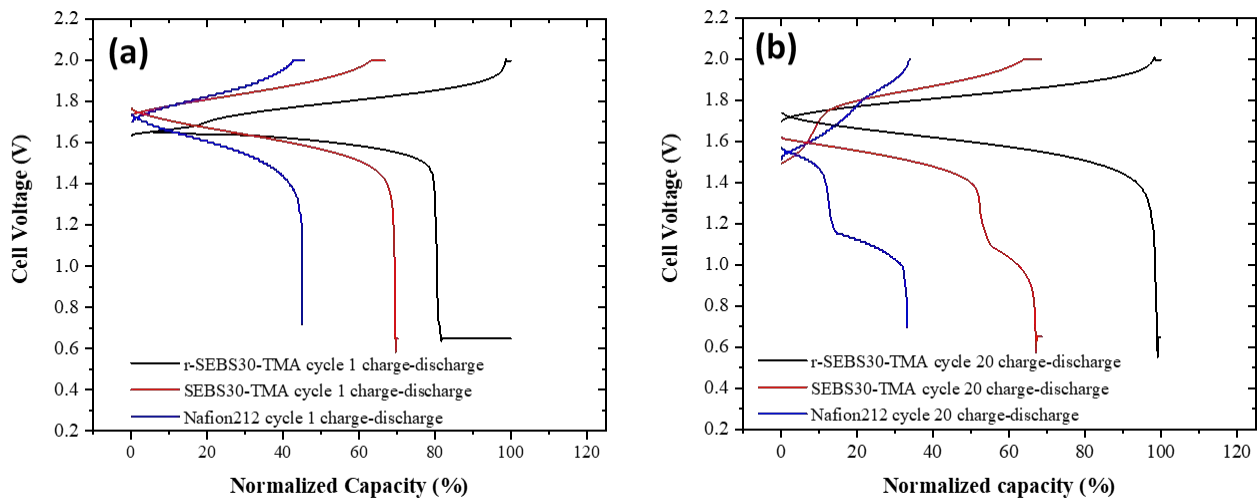 (a)
2.2
2.0
1.8
1.6
1.4
1.2
1.0
0.8
0.6
0.4
0.2
Cell Voltage (V)
r-SEBS30-TMA cycle 1 charge-discharge
SEBS30-TMA cycle 1 charge-discharge
Nafion212 cycle 1 charge-discharge
0 20 40 60 80 100 120
Normalized Capacity (%)
(b)
2.2
2.0
1.8
1.6
1.4
1.2
1.0
0.8
0.6
0.4
0.2
Cell Voltage (V)
r-SEBS30-TMA cycle 20 charge-discharge
SEBS30-TMA cycle 20 charge-discharge
Nafion212 cycle 20 charge-discharge
0 20 40 60 80 100 120
Normalized capacity (%)